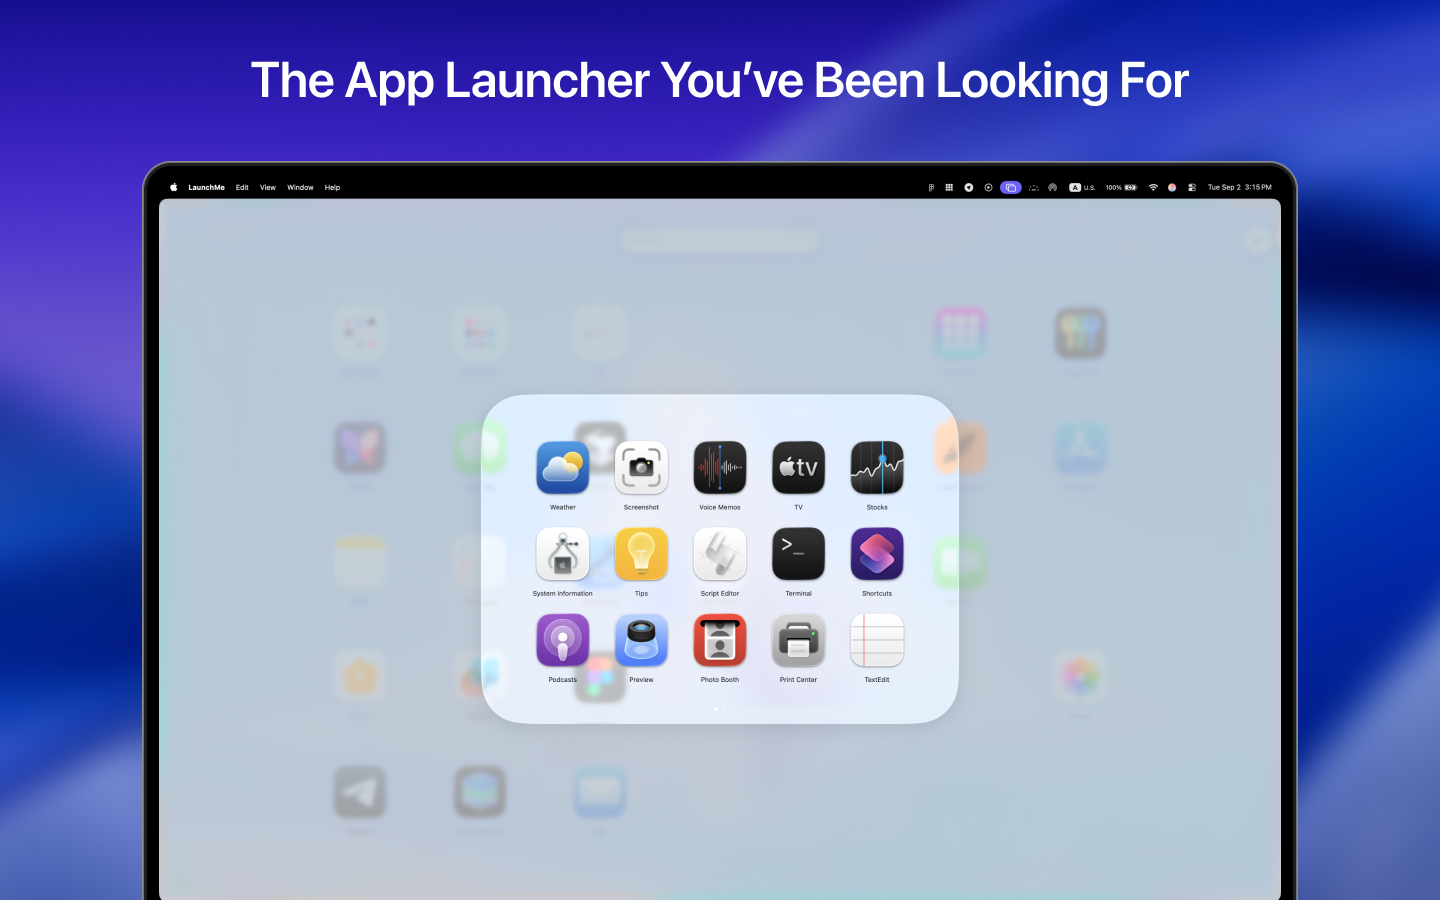 The App Launcher You’ve Been Looking For
LaunchMe Edit View Window Help
A U.S. 100% Tue Sep 2 3:15 PM
tv
Weather Screenshot Voice Memos TV Stocks
>_
System Information Tips Script Editor Terminal Shortcuts
Podcasts Preview Photo Booth Print Center TextEdit